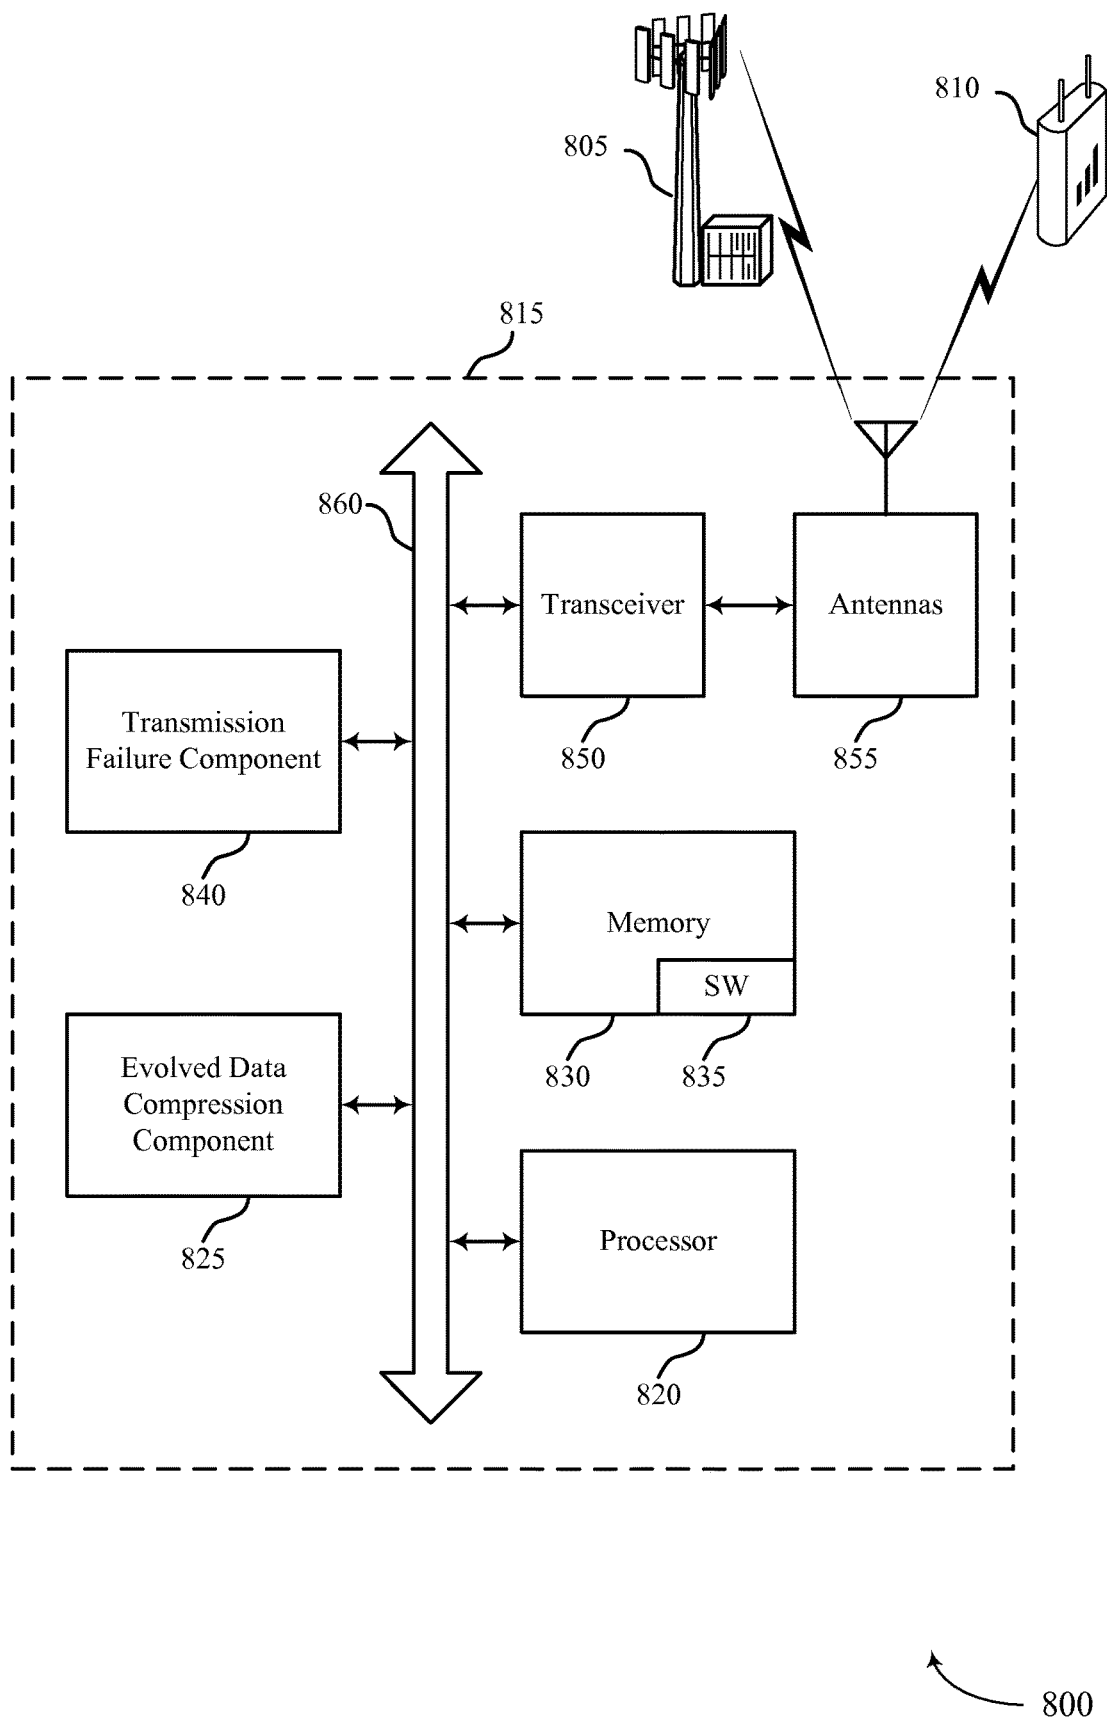 810
805
815
860
Transceiver
Antennas
850
855
Transmission
Failure Component
840
Memory
SW
830
835
Evolved Data
Compression
Component
825
Processor
820
800